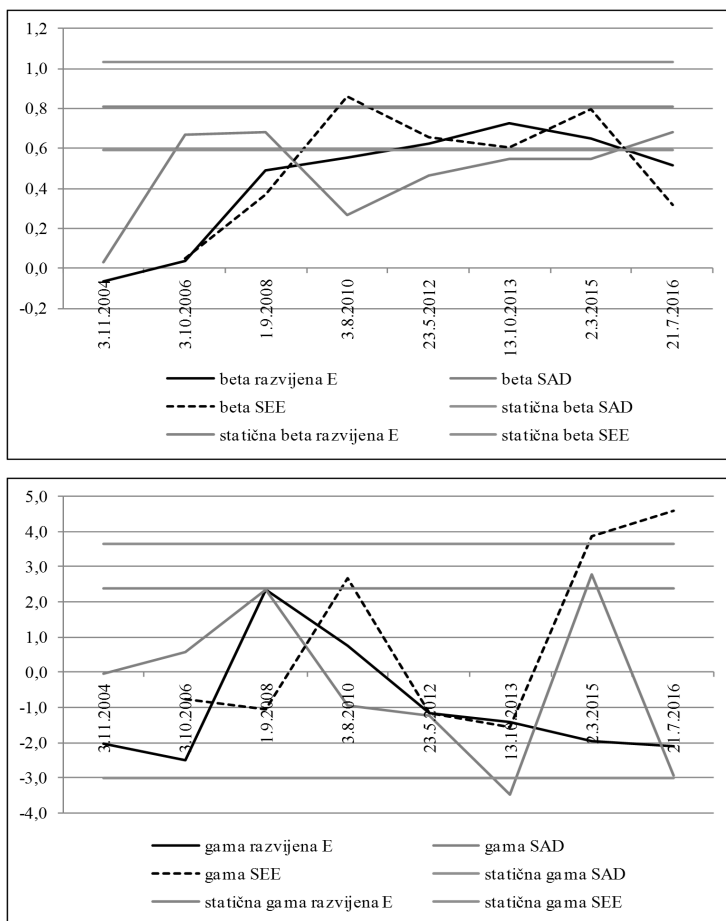 1,2
1,0
0,8
0,6
0,4
0,2
0,0
-0,2
3.11.2004
3.10.2006
1.9.2008
3.8.2010
23.5.2012
13.10.2013
2.3.2015
21.7.2016
beta razvijena E
beta SAD
beta SEE
statična beta SAD
statična beta razvijena E
statična beta SEE
5,0
4,0
3,0
2,0
1,0
0,0
-1,0
-2,0
-3,0
-4,0
3.11.2004
3.10.2006
1.9.2008
3.8.2010
23.5.2012
13.10.2013
2.3.2015
21.7.2016
gama razvijena E
gama SAD
gama SEE
statična gama SAD
statična gama razvijena E
statična gama SEE